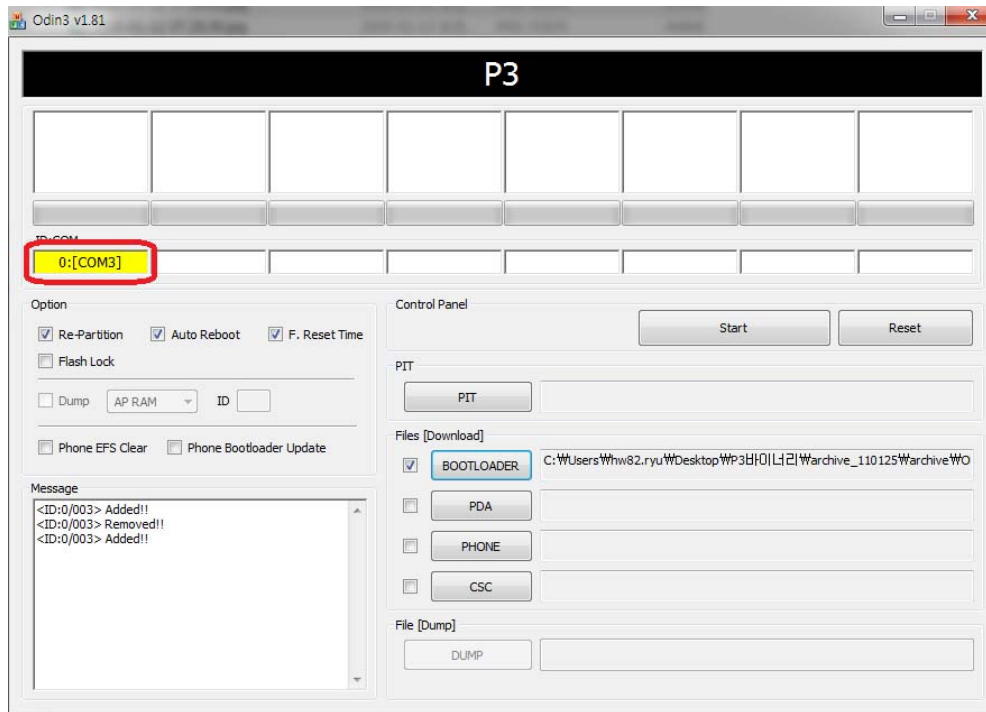 Odin3 v1.81
P3
ID:COM
0:[COM3]
Option
Re-Partition Auto Reboot F. Reset Time
Flash Lock
Dump AP RAM ID
Phone EFS Clear Phone Bootloader Update
Message
<ID:0/003> Added!!
<ID:0/003> Removed!!
<ID:0/003> Added!!
Control Panel
Start Reset
PIT
PIT
Files [Download]
BOOTLOADER C:₩Users₩hw82.ryu₩Desktop₩P3바이너리₩archive_110125₩archive₩O
PDA
PHONE
CSC
File [Dump]
DUMP